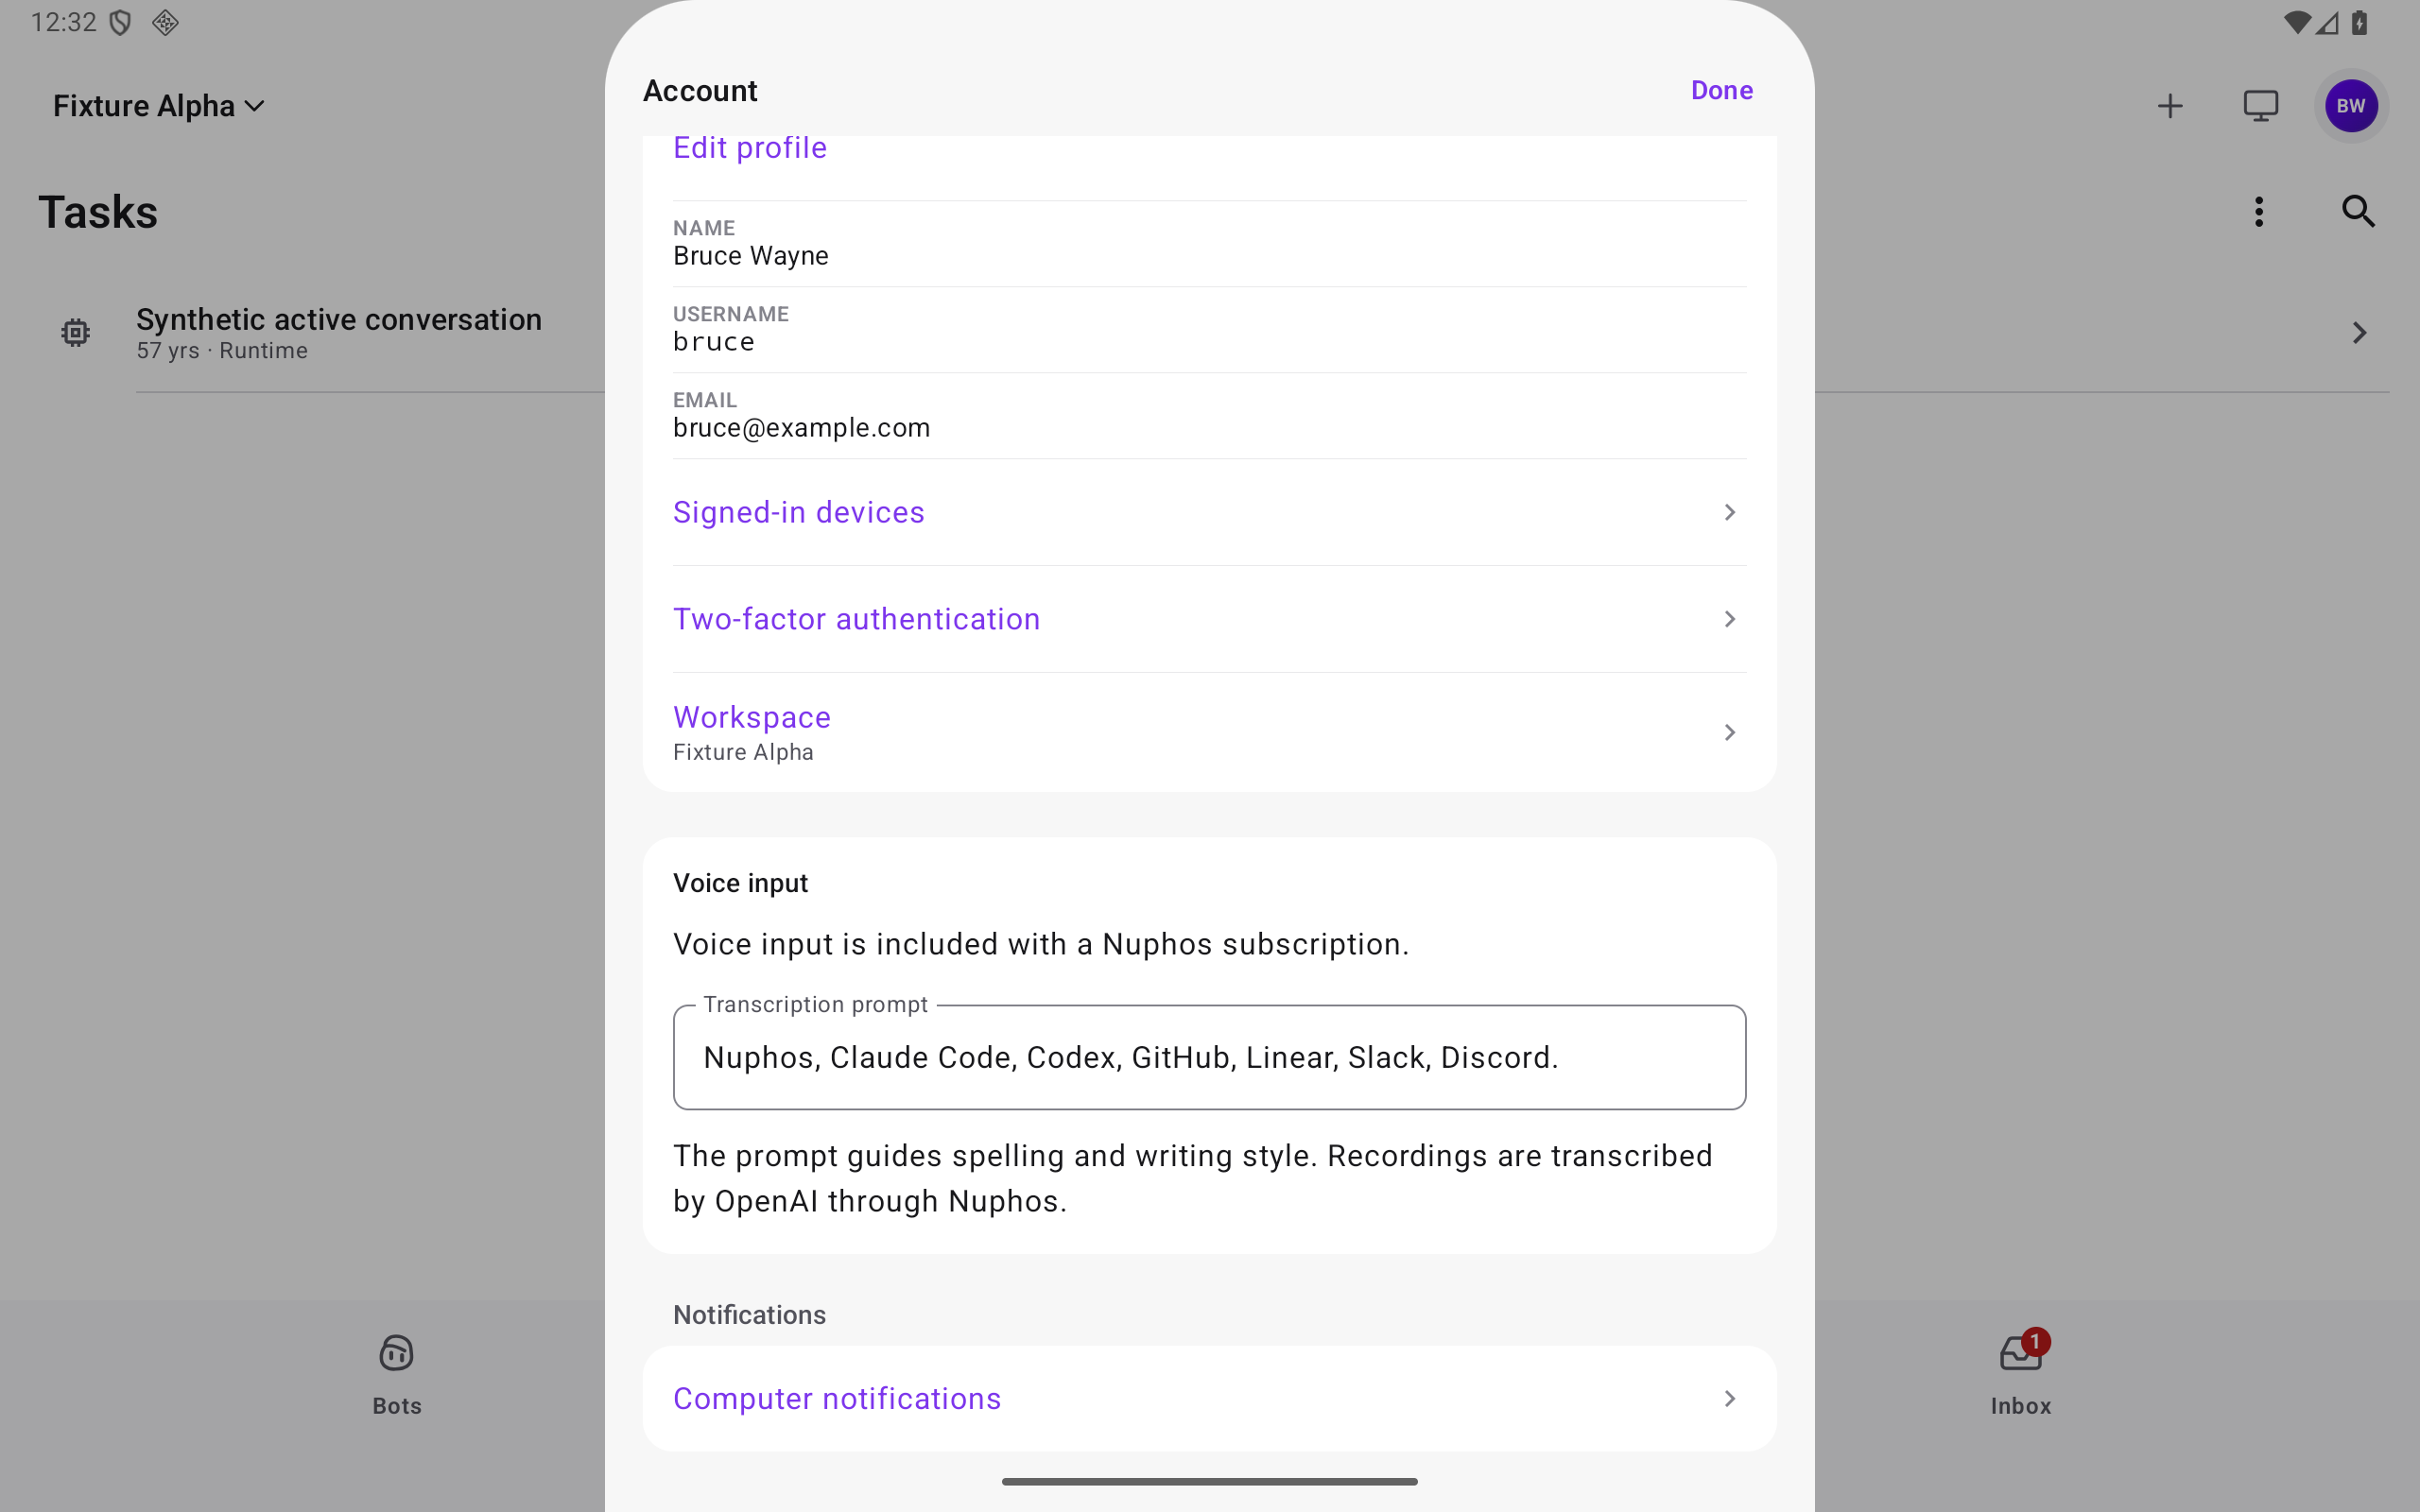 12:32
Fixture Alpha
BW
Tasks
Synthetic active conversation
57 yrs · Runtime
Account
Done
Edit profile
NAME
Bruce Wayne
USERNAME
bruce
EMAIL
bruce@example.com
Signed-in devices
Two-factor authentication
Workspace
Fixture Alpha
Voice input
Voice input is included with a Nuphos subscription.
Transcription prompt
Nuphos, Claude Code, Codex, GitHub, Linear, Slack, Discord.
The prompt guides spelling and writing style. Recordings are transcribed
by OpenAI through Nuphos.
Notifications
Computer notifications
Bots
1
Inbox